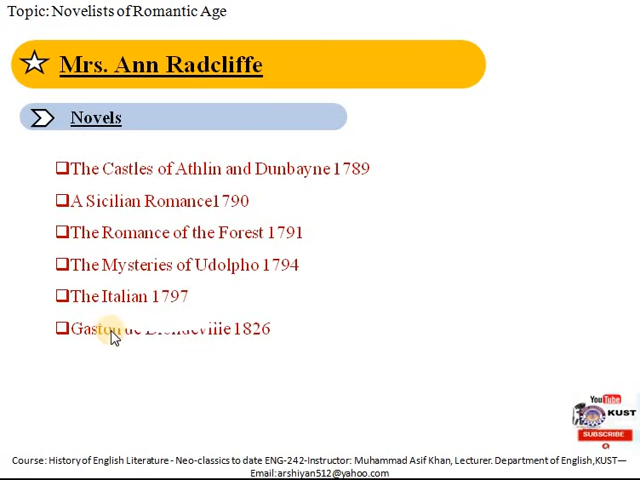 Topic: Novelists of Romantic Age
Mrs. Ann Radcliffe
Novels
The Castles of Athlin and Dunbayne 1789
A Sicilian Romance1790
The Romance of the Forest 1791
The Mysteries of Udolpho 1794
The Italian 1797
Gaston de 1826
YouTube
KUST
SUBSCRIBE
Course: History of English Literature - Neo-classics to date ENG-242-Instructor: Muhammad Asif Khan, Lecturer. Department of English,KUST—
Email:arshiyan512@yahoo.com